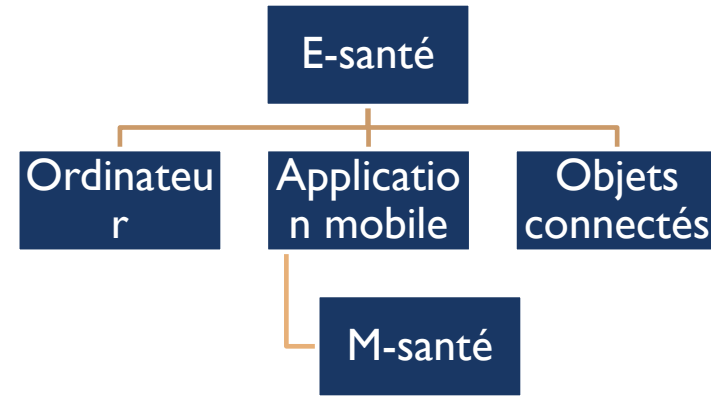 E-santé
Ordinateu
r
Applicatio
n mobile
Objets
connectés
M-santé